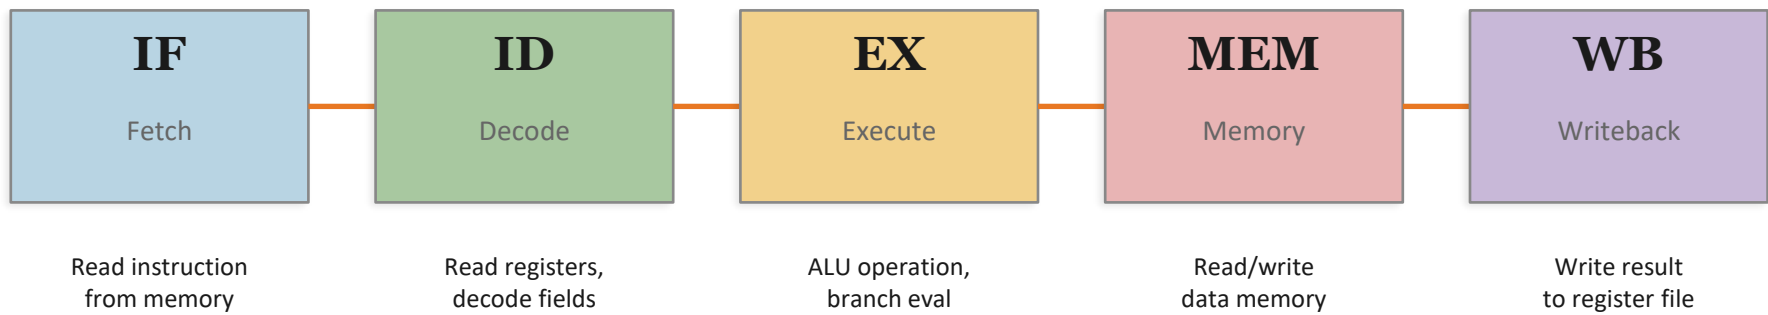 IF
Fetch
Read instruction
from memory
ID
Decode
Read registers,
decode fields
EX
Execute
ALU operation,
branch eval
MEM
Memory
Read/write
data memory
WB
Writeback
Write result
to register file